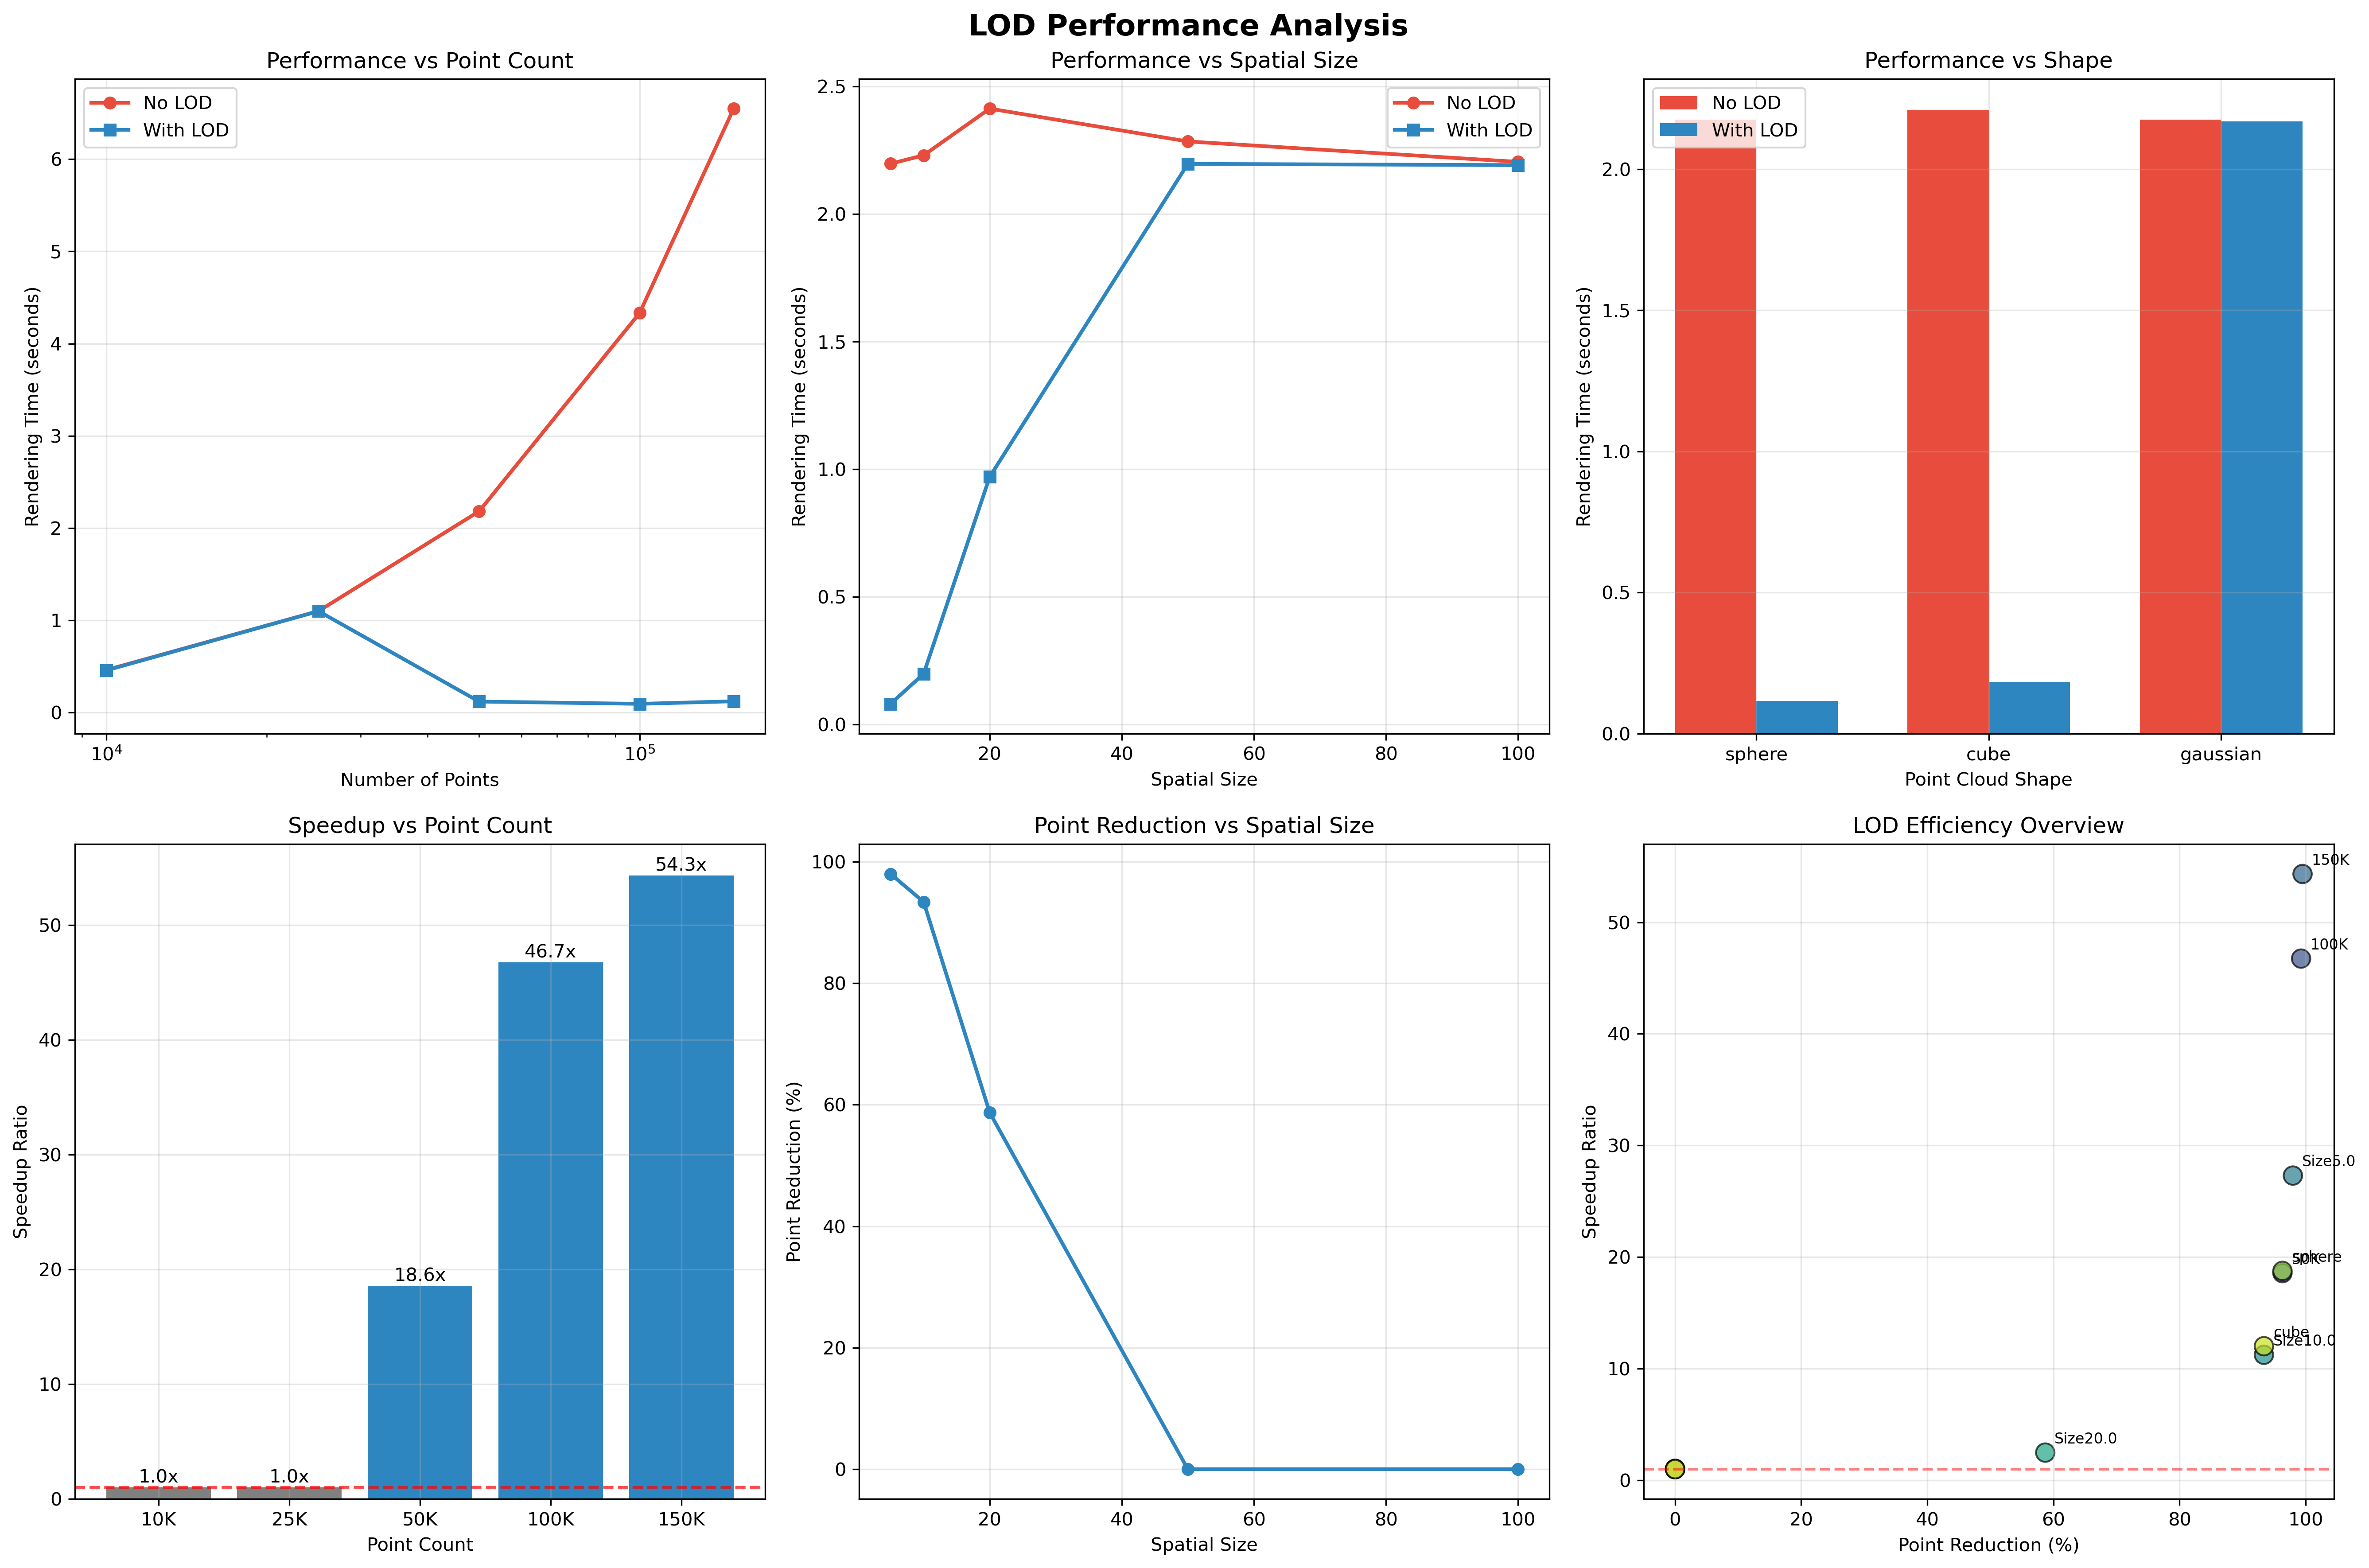 LOD Performance Analysis
Performance vs Point Count
No LOD
With LOD
6
5
4
3
2
1
0
Rendering Time (seconds)
10⁴
10⁵
Number of Points
Performance vs Spatial Size
No LOD
With LOD
2.5
2.0
1.5
1.0
0.5
0.0
Rendering Time (seconds)
20
40
60
80
100
Spatial Size
Performance vs Shape
No LOD
With LOD
2.0
1.5
1.0
0.5
0.0
Rendering Time (seconds)
sphere
cube
gaussian
Point Cloud Shape
Speedup vs Point Count
54.3x
46.7x
18.6x
1.0x
1.0x
50
40
30
20
10
0
Speedup Ratio
10K
25K
50K
100K
150K
Point Count
Point Reduction vs Spatial Size
100
80
60
40
20
0
Point Reduction (%)
20
40
60
80
100
Spatial Size
LOD Efficiency Overview
150K
100K
Size5.0
sphere
50K
cube
Size10.0
Size20.0
50
40
30
20
10
0
Speedup Ratio
0
20
40
60
80
100
Point Reduction (%)